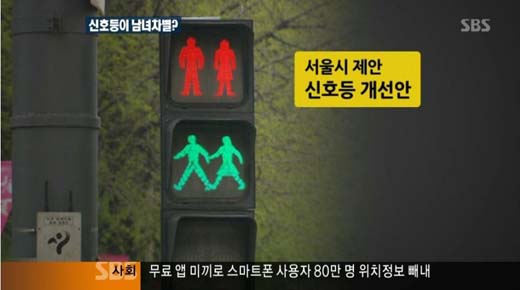 신호등이 남녀차별?
SBS
서울시 제안
신호등 개선안
SBS
사회
무료 앱 미끼로 스마트폰 사용자 80만 명 위치정보 빼내